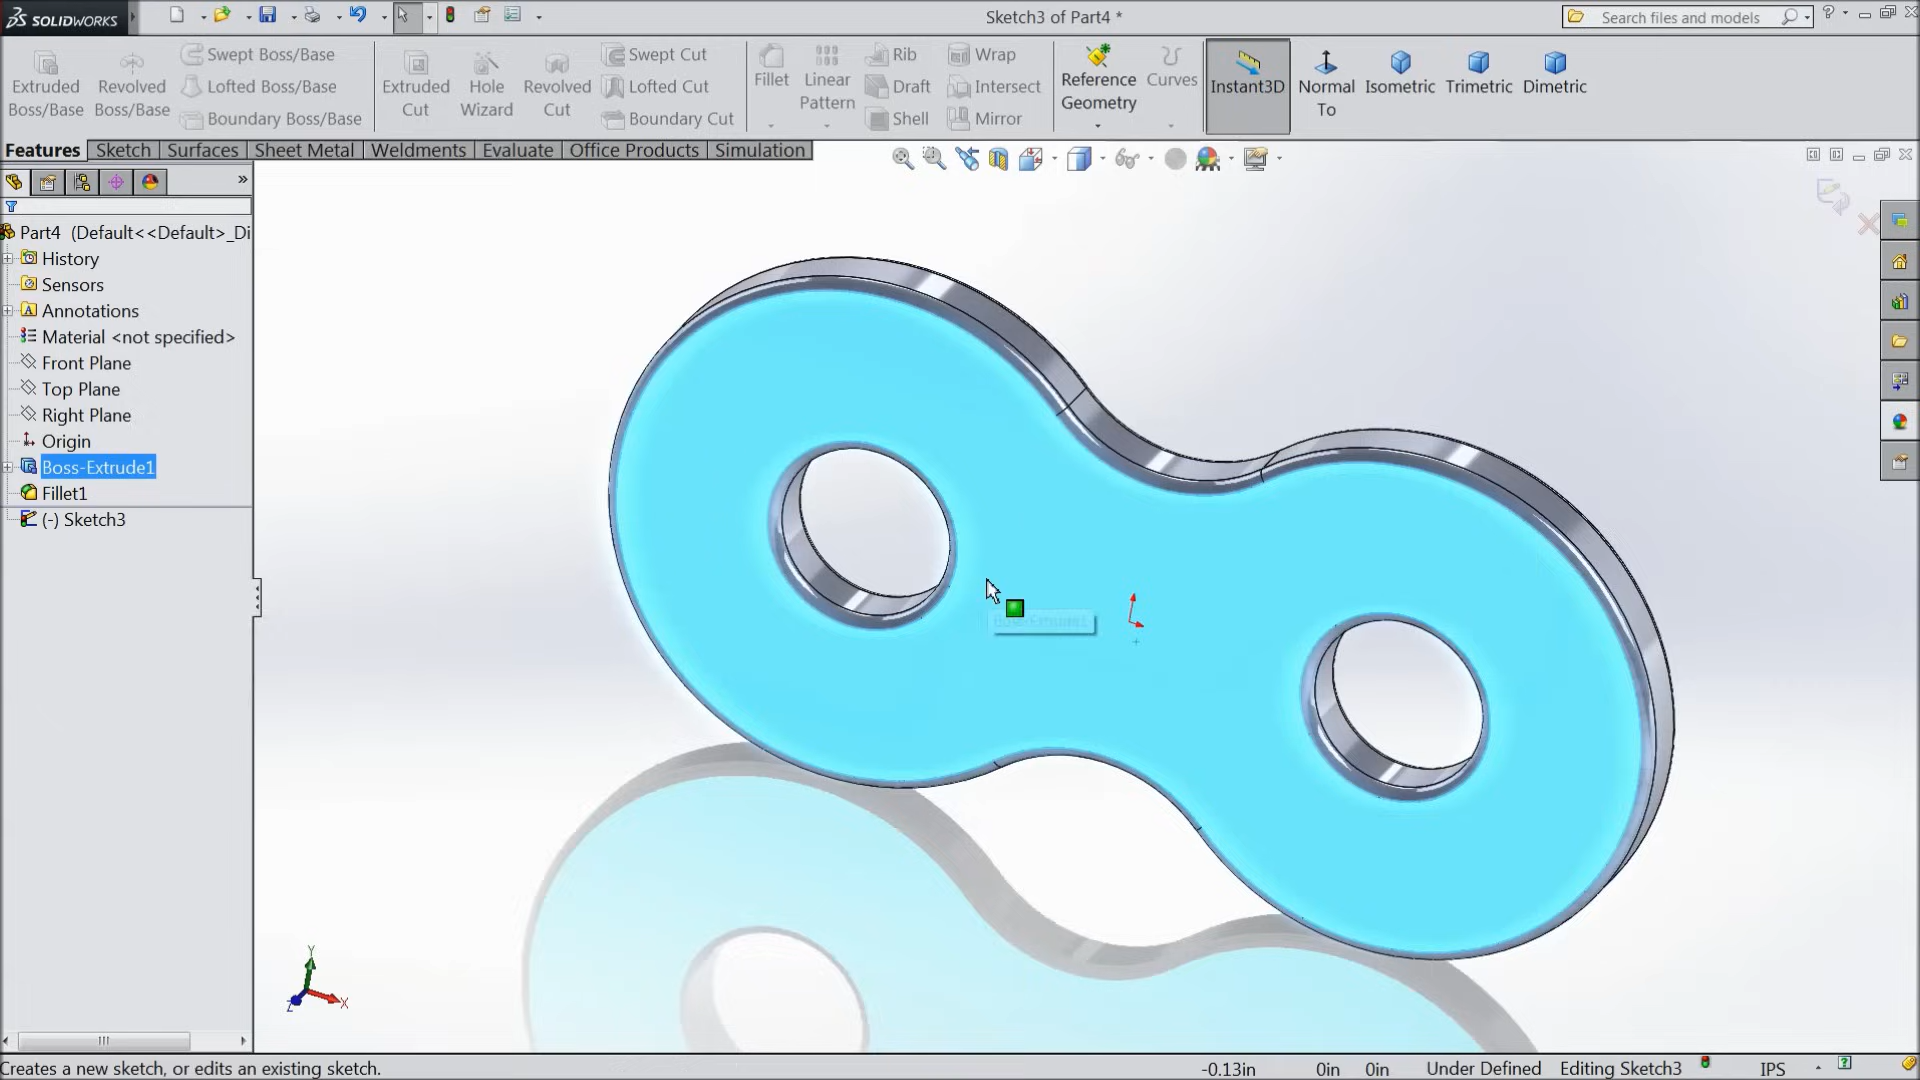 SOLIDWORKS
Sketch3 of Part4 *
Search files and models
Extruded Boss/Base
Revolved Boss/Base
Swept Boss/Base
Lofted Boss/Base
Boundary Boss/Base
Extruded Cut
Hole Wizard
Revolved Cut
Swept Cut
Lofted Cut
Boundary Cut
Fillet
Linear Pattern
Rib
Draft
Shell
Wrap
Intersect
Mirror
Reference Geometry
Curves
Instant3D
Normal To
Isometric
Trimetric
Dimetric
Features
Sketch
Surfaces
Sheet Metal
Weldments
Evaluate
Office Products
Simulation
Part4 (Default<<Default>_Di
History
Sensors
Annotations
Material <not specified>
Front Plane
Top Plane
Right Plane
Origin
Boss-Extrude1
Fillet1
(-) Sketch3
Y
X
Z
Creates a new sketch, or edits an existing sketch.
-0.13in
0in
0in
Under Defined
Editing Sketch3
IPS